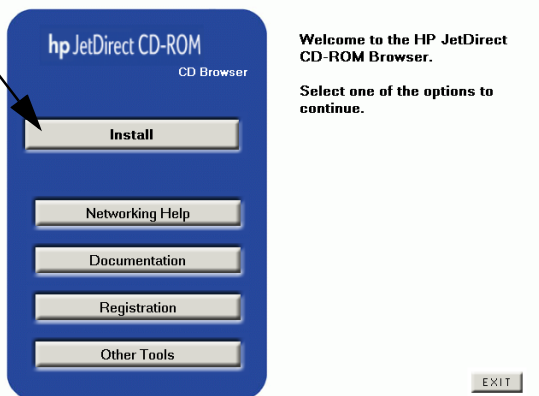 hp JetDirect CD-ROM
CD Browser
Install
Networking Help
Documentation
Registration
Other Tools
Welcome to the HP JetDirect
CD-ROM Browser.
Select one of the options to
continue.
EXIT